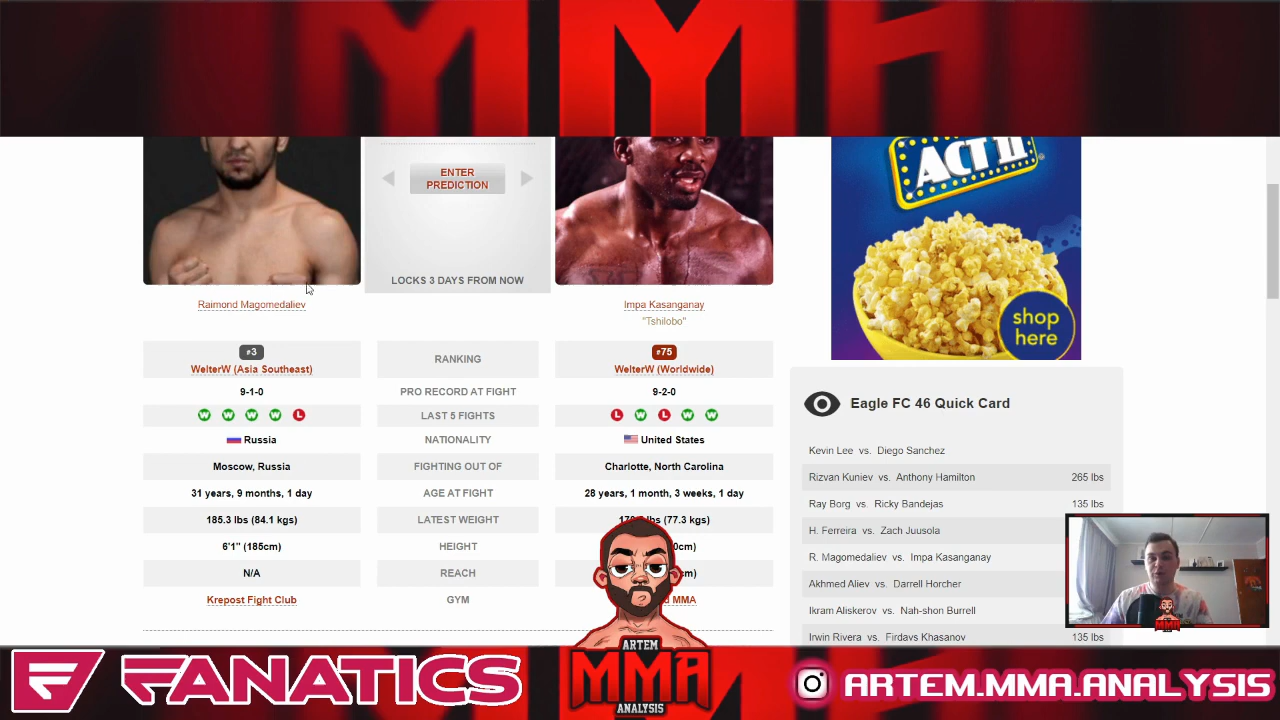 MMA
ENTER
PREDICTION
LOCKS 3 DAYS FROM NOW
ACT II
shop
here
Raimond Magomedaliev
Impa Kasanganay
"Tshilobo"
#3
WelterW (Asia Southeast)
RANKING
#75
WelterW (Worldwide)
9-1-0
PRO RECORD AT FIGHT
9-2-0
W W W W L
LAST 5 FIGHTS
L W L W W
Russia
NATIONALITY
United States
Moscow, Russia
FIGHTING OUT OF
Charlotte, North Carolina
31 years, 9 months, 1 day
AGE AT FIGHT
28 years, 1 month, 3 weeks, 1 day
185.3 lbs (84.1 kgs)
LATEST WEIGHT
lbs (77.3 kgs)
6'1" (185cm)
HEIGHT
N/A
REACH
Krepost Fight Club
GYM
MMA
Eagle FC 46 Quick Card
Kevin Lee vs. Diego Sanchez
Rizvan Kuniev vs. Anthony Hamilton 265 lbs
Ray Borg vs. Ricky Bandejas 135 lbs
H. Ferreira vs. Zach Juusola
R. Magomedaliev vs. Impa Kasanganay
Akhmed Aliev vs. Darrell Horcher
Ikram Aliskerov vs. Nah-shon Burrell
Irwin Rivera vs. Firdavs Khasanov 135 lbs
MMA
FANATICS
ARTEM
MMA
ANALYSIS
ARTEM.MMA.ANALYSIS